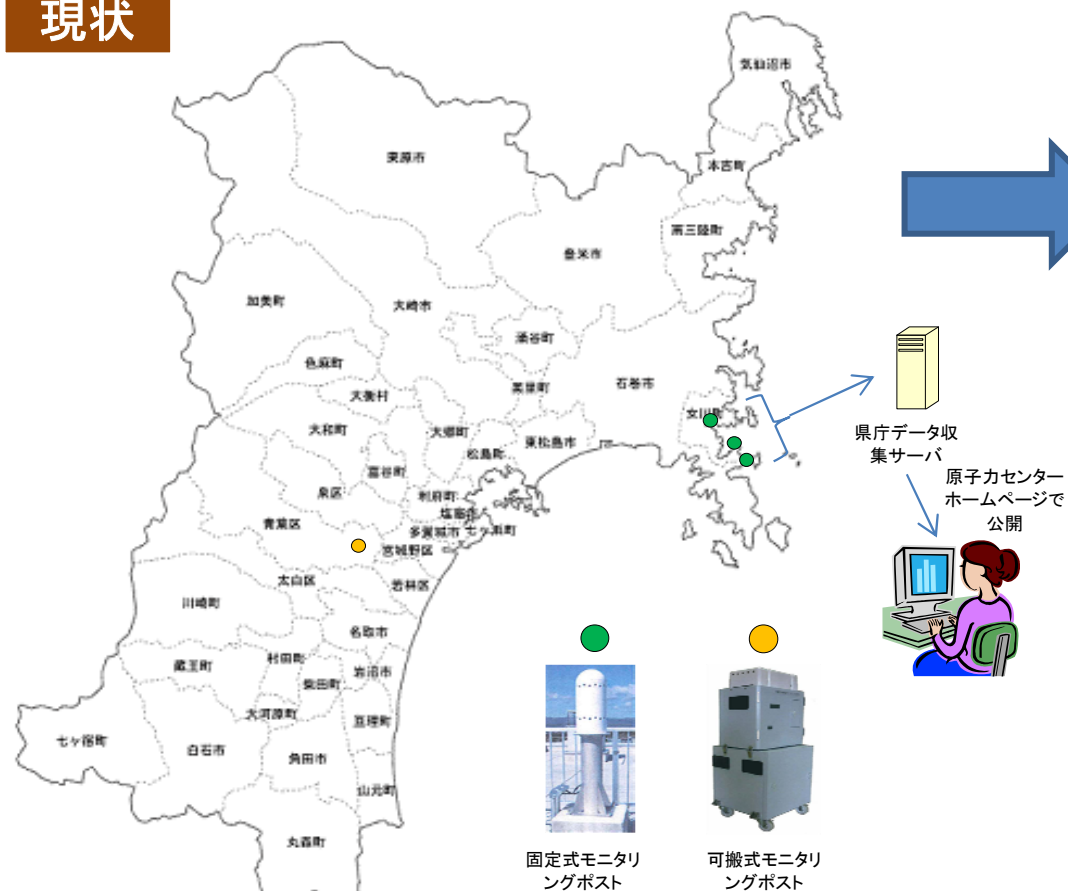 現状
気仙沼市
栗原市
本吉町
南三陸町
登米市
加美町
大崎市
涌谷町
色麻町
美里町
石巻市
大衡村
女川町
大和町
大郷町
東松島市
松島町
富谷町
泉区
利府町
塩竈市
青葉区
多賀城市
七ヶ浜町
宮城野区
太白区
若林区
川崎町
名取市
村田町
蔵王町
岩沼市
柴田町
大河原町
亘理町
七ヶ宿町
白石市
角田市
山元町
丸森町
県庁データ収
集サーバ
原子力センター
ホームページで
公開
固定式モニタリ
ングポスト
可搬式モニタリ
ングポスト